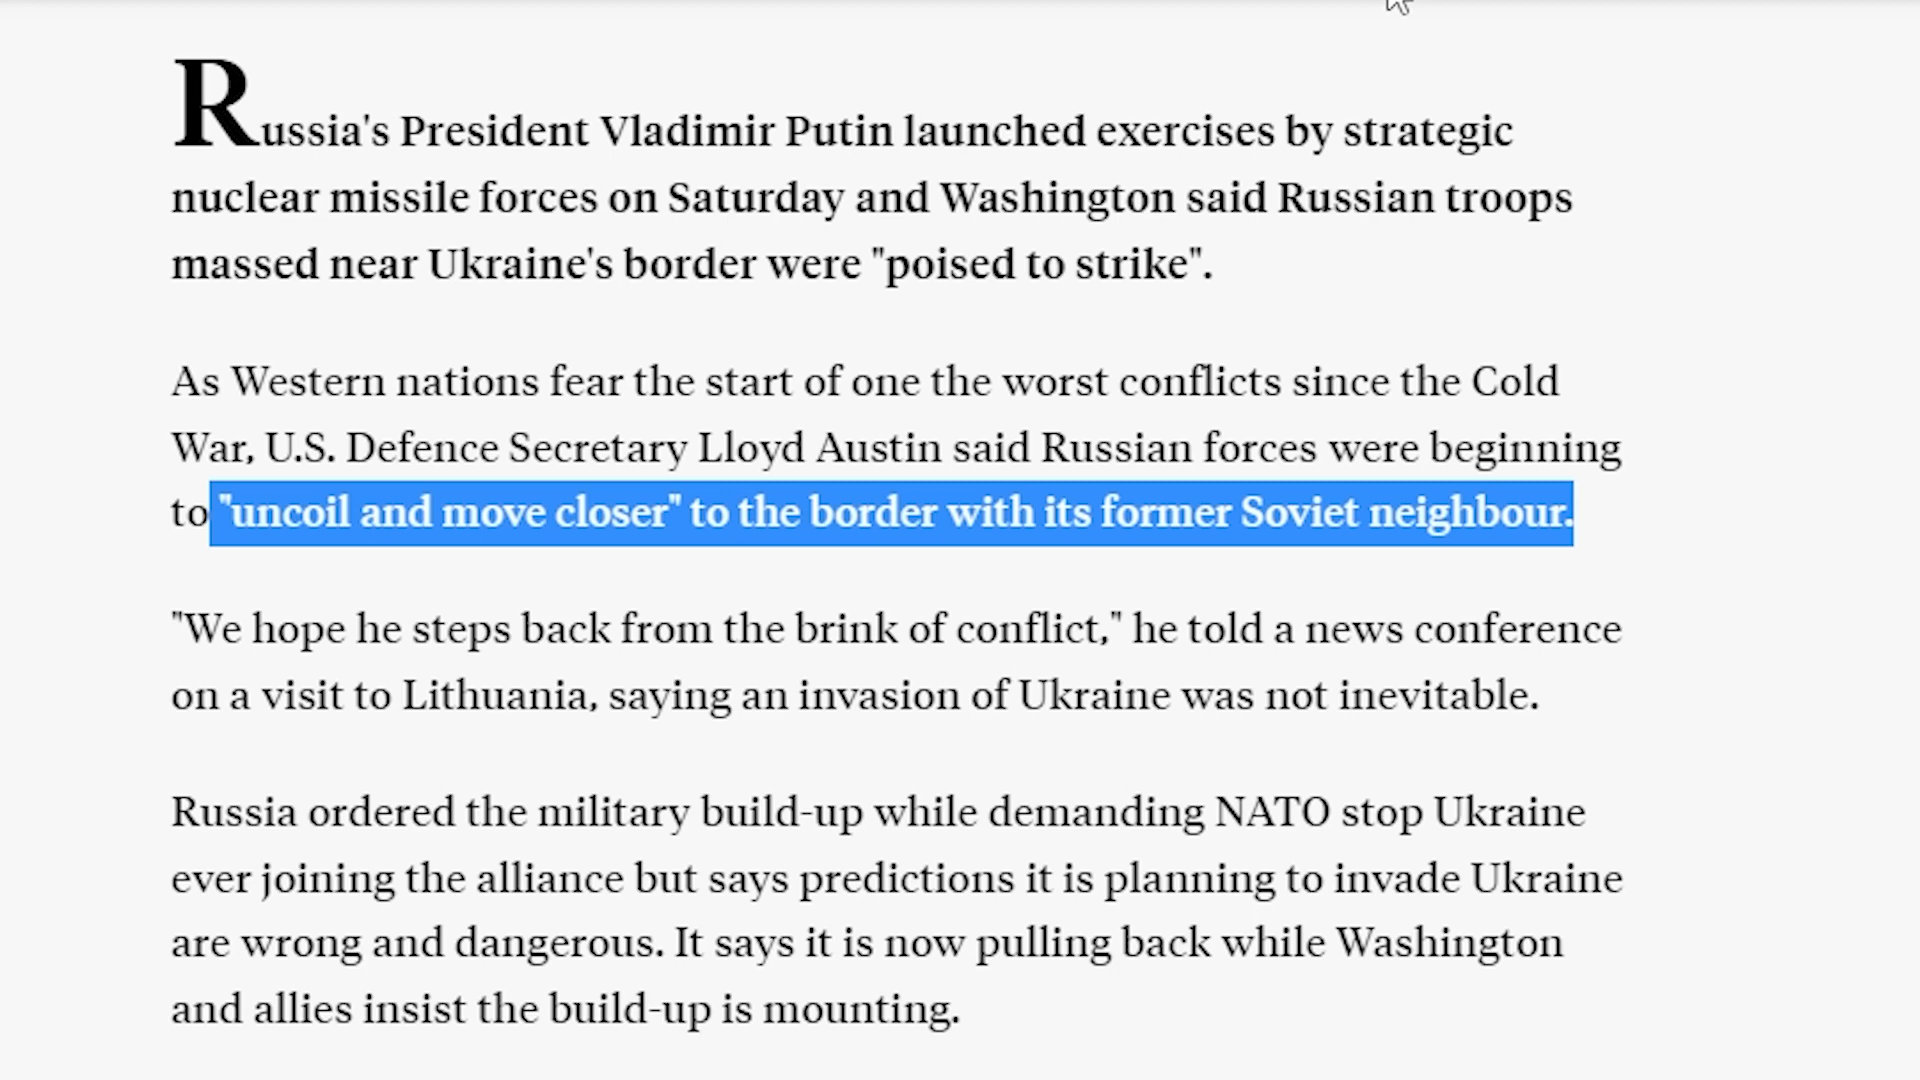 Russia's President Vladimir Putin launched exercises by strategic
nuclear missile forces on Saturday and Washington said Russian troops
massed near Ukraine's border were "poised to strike".
As Western nations fear the start of one the worst conflicts since the Cold
War, U.S. Defence Secretary Lloyd Austin said Russian forces were beginning
to "uncoil and move closer" to the border with its former Soviet neighbour.
"We hope he steps back from the brink of conflict," he told a news conference
on a visit to Lithuania, saying an invasion of Ukraine was not inevitable.
Russia ordered the military build-up while demanding NATO stop Ukraine
ever joining the alliance but says predictions it is planning to invade Ukraine
are wrong and dangerous. It says it is now pulling back while Washington
and allies insist the build-up is mounting.